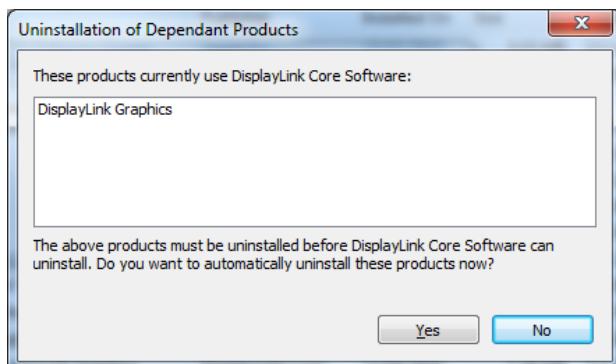 Uninstallation of Dependant Products
These products currently use DisplayLink Core Software:
DisplayLink Graphics
The above products must be uninstalled before DisplayLink Core Software can
uninstall. Do you want to automatically uninstall these products now?
Yes
No